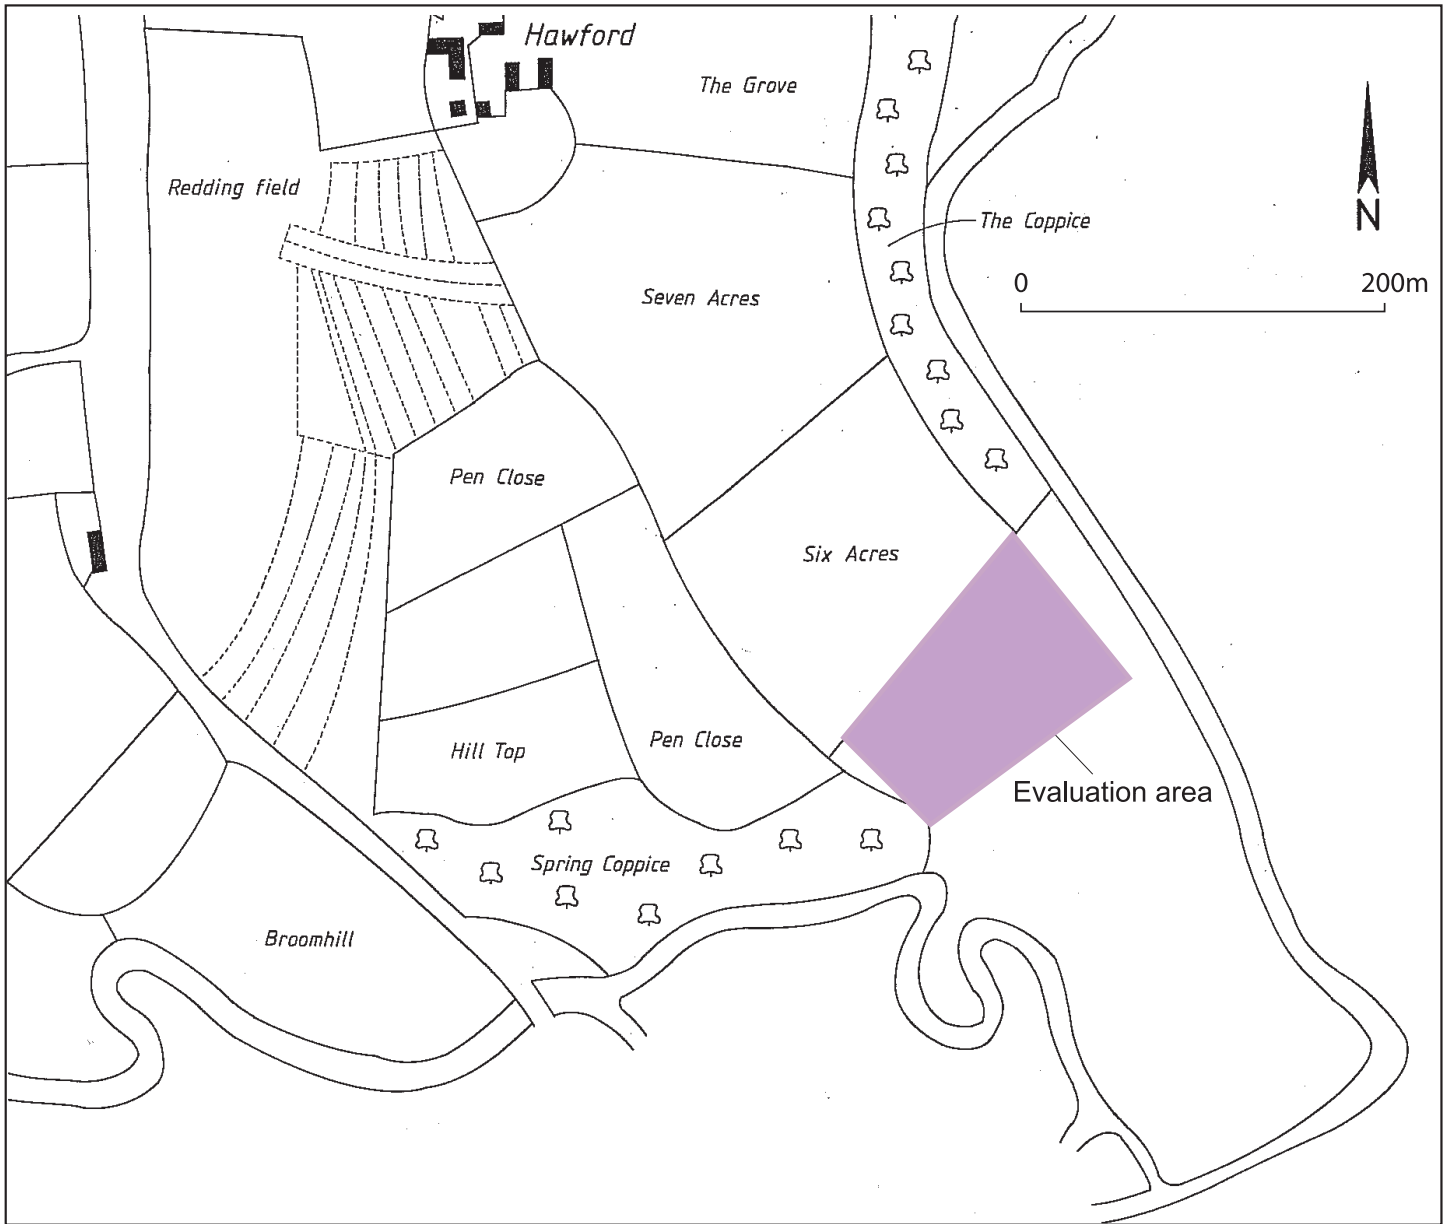 Hawford
The Grove
Redding field
The Coppice
N
0 200m
Seven Acres
Pen Close
Six Acres
Hill Top
Pen Close
Evaluation area
Spring Coppice
Broomhill